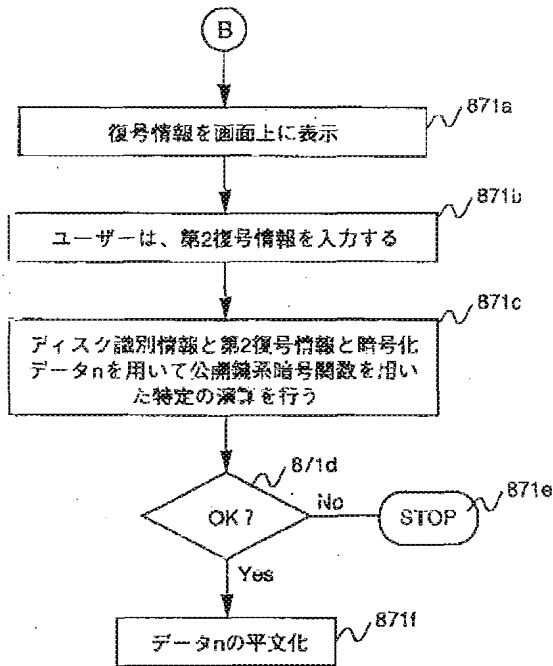 B
871a
復号情報を画面上に表示
871b
ユーザーは、第2復号情報を入力する
871c
ディスク識別情報と第2復号情報と暗号化
データnを用いて公開鍵系暗号関数を用い
た特定の演算を行う
871d
OK?
No
STOP
871e
Yes
871f
データnの平文化